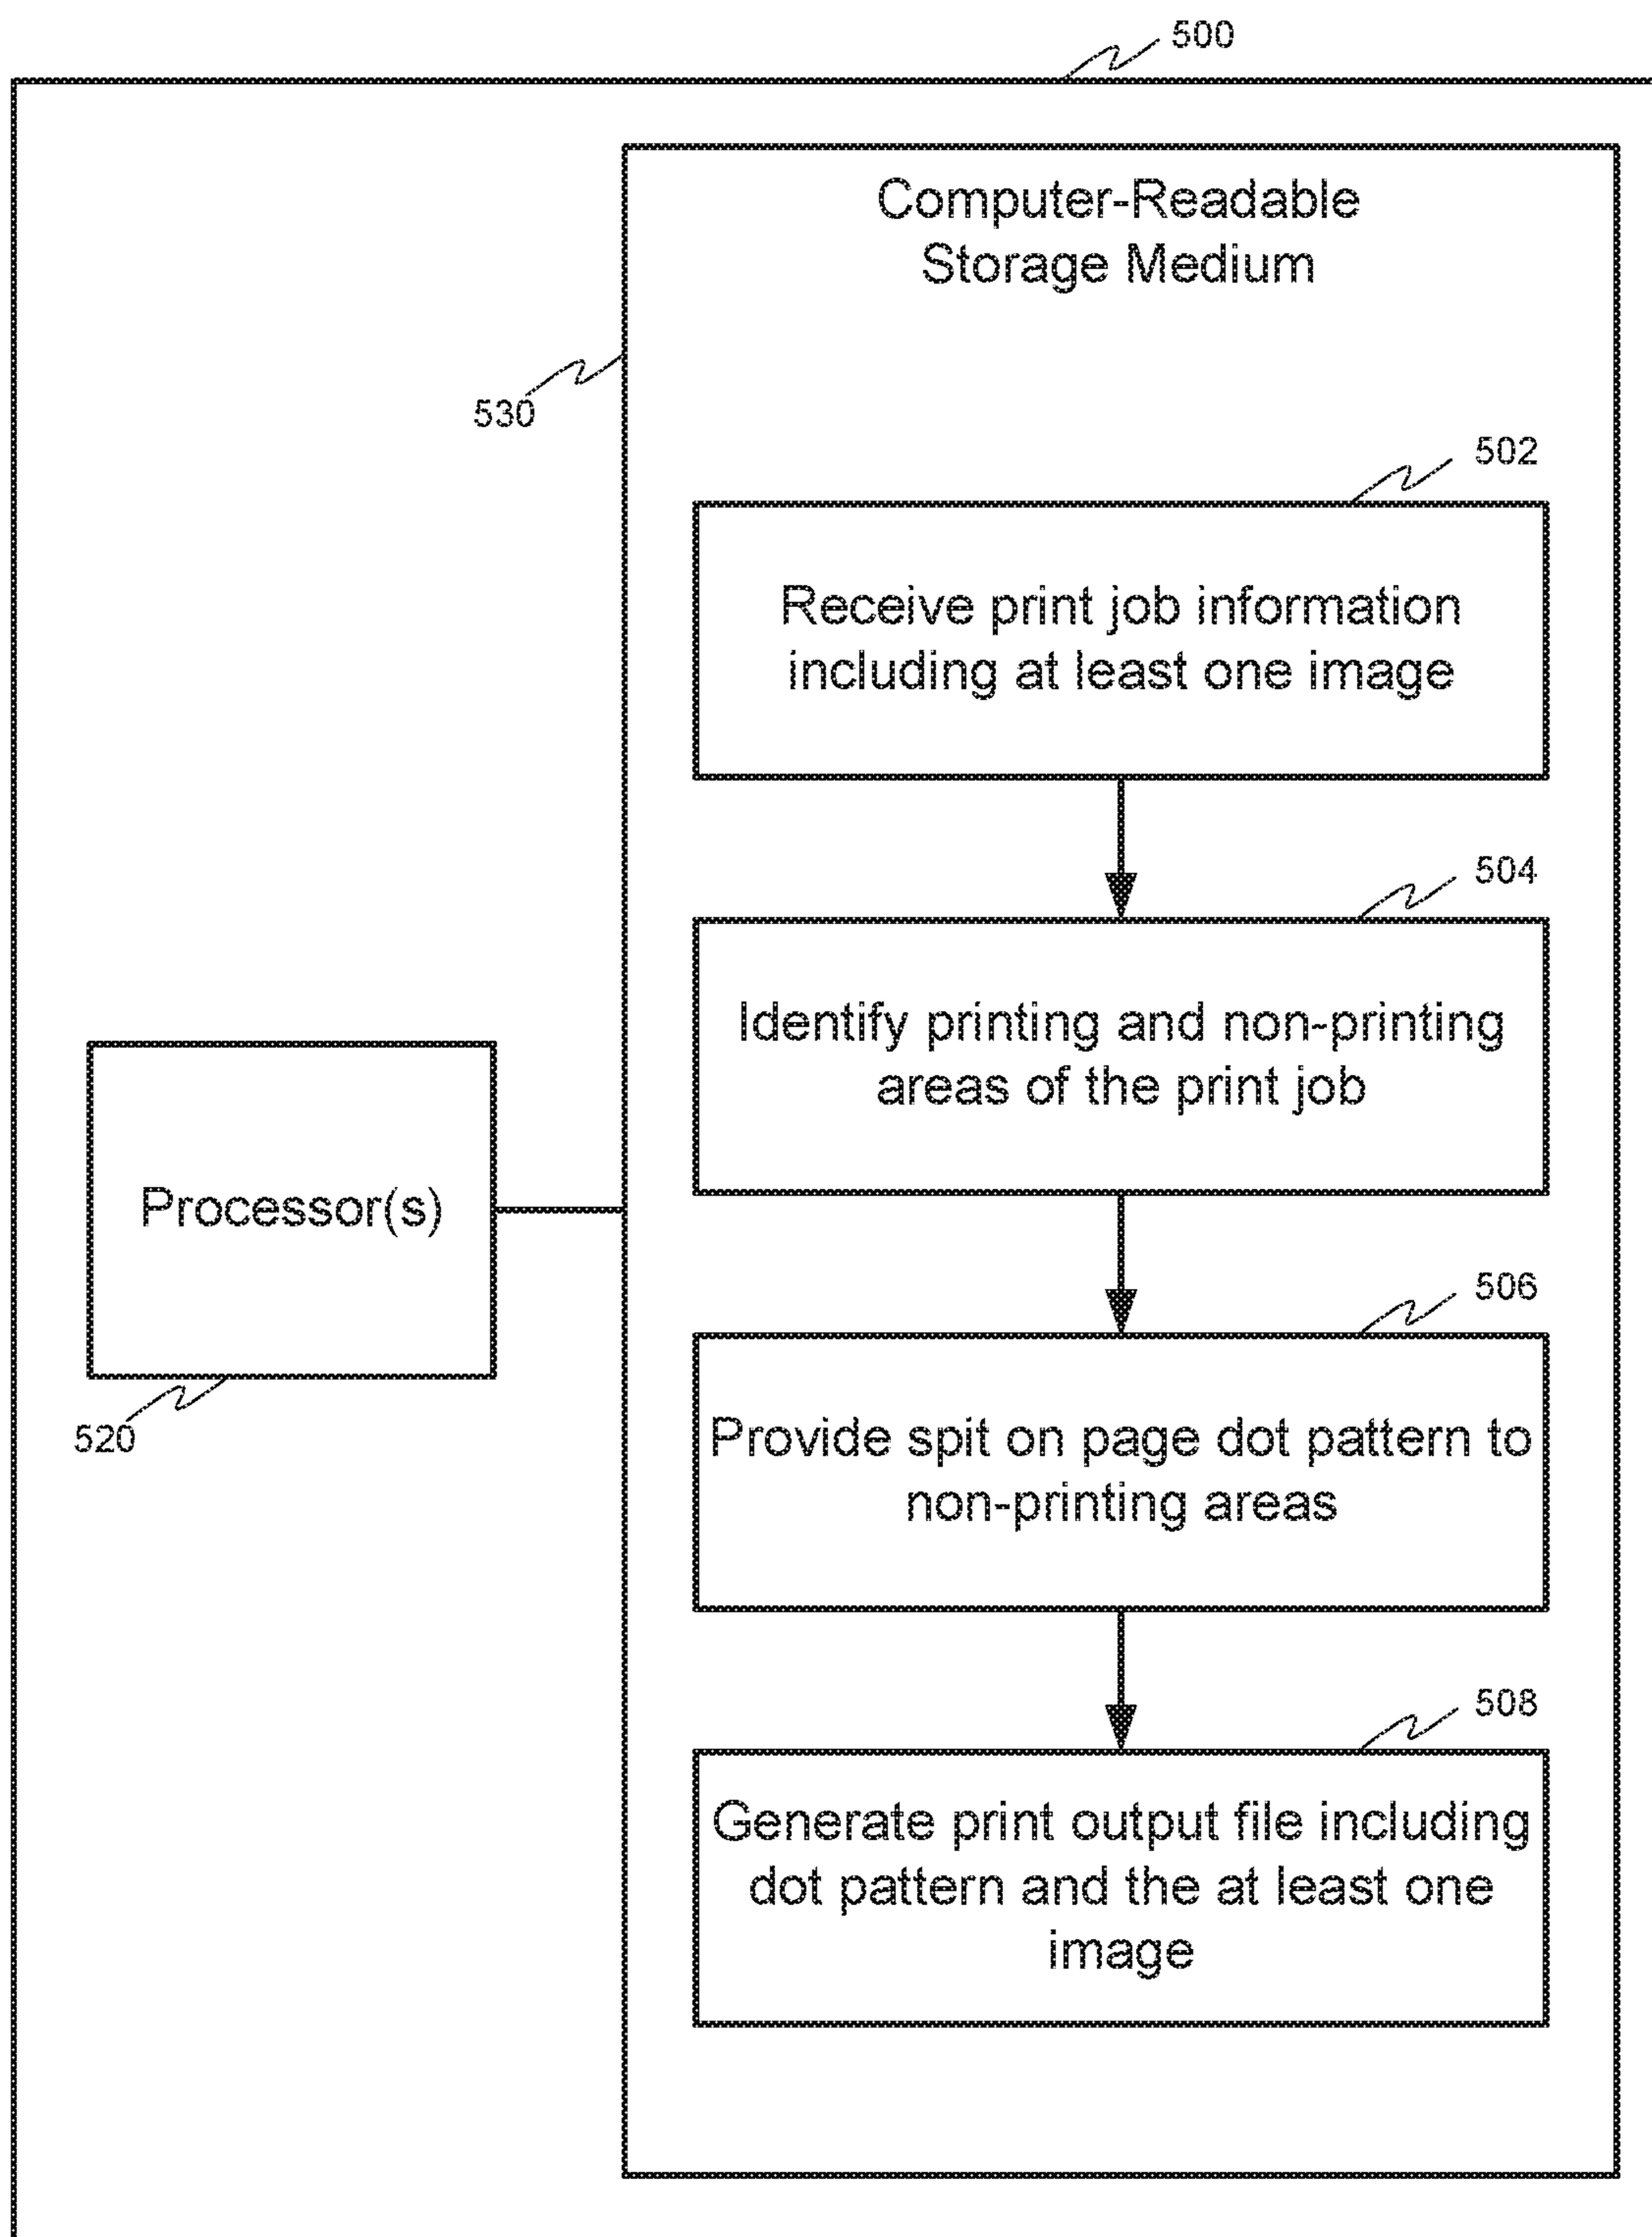 500
Computer-Readable
Storage Medium
530
502
Receive print job information
including at least one image
504
Identify printing and non-printing
areas of the print job
Processor(s)
520
506
Provide spit on page dot pattern to
non-printing areas
508
Generate print output file including
dot pattern and the at least one
image